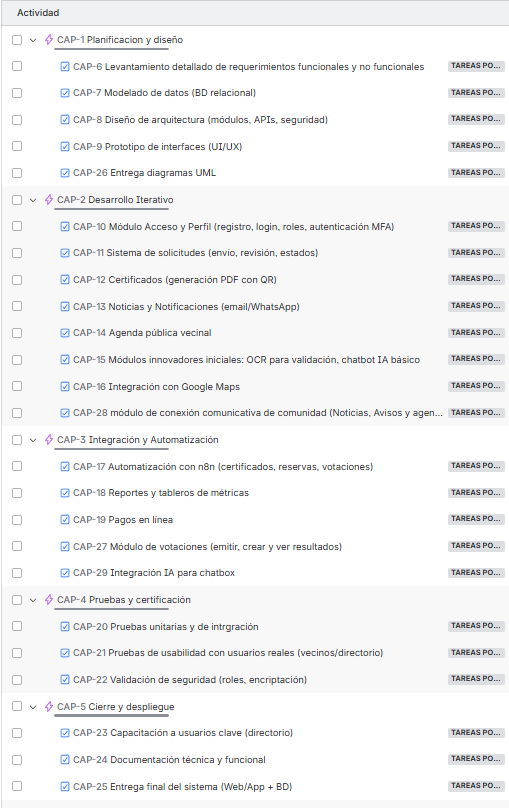 Actividad
CAP-1 Planificacion y diseño
CAP-6 Levantamiento detallado de requerimientos funcionales y no funcionales TAREAS PO...
CAP-7 Modelado de datos (BD relacional) TAREAS PO...
CAP-8 Diseño de arquitectura (módulos, APIs, seguridad) TAREAS PO...
CAP-9 Prototipo de interfaces (UI/UX) TAREAS PO...
CAP-26 Entrega diagramas UML TAREAS PO...
CAP-2 Desarrollo Iterativo
CAP-10 Módulo Acceso y Perfil (registro, login, roles, autenticación MFA) TAREAS PO...
CAP-11 Sistema de solicitudes (envío, revisión, estados) TAREAS PO...
CAP-12 Certificados (generación PDF con QR) TAREAS PO...
CAP-13 Noticias y Notificaciones (email/WhatsApp) TAREAS PO...
CAP-14 Agenda pública vecinal TAREAS PO...
CAP-15 Módulos innovadores iniciales: OCR para validación, chatbot IA básico TAREAS PO...
CAP-16 Integración con Google Maps TAREAS PO...
CAP-28 módulo de conexión comunicativa de comunidad (Noticias, Avisos y agen... TAREAS PO...
CAP-3 Integración y Automatización
CAP-17 Automatización con n8n (certificados, reservas, votaciones) TAREAS PO...
CAP-18 Reportes y tableros de métricas TAREAS PO...
CAP-19 Pagos en línea TAREAS PO...
CAP-27 Módulo de votaciones (emitir, crear y ver resultados) TAREAS PO...
CAP-29 Integración IA para chatbox TAREAS PO...
CAP-4 Pruebas y certificación
CAP-20 Pruebas unitarias y de intrgración TAREAS PO...
CAP-21 Pruebas de usabilidad con usuarios reales (vecinos/directorio) TAREAS PO...
CAP-22 Validación de seguridad (roles, encriptación) TAREAS PO...
CAP-5 Cierre y despliegue
CAP-23 Capacitación a usuarios clave (directorio) TAREAS PO...
CAP-24 Documentación técnica y funcional TAREAS PO...
CAP-25 Entrega final del sistema (Web/App + BD) TAREAS PO...